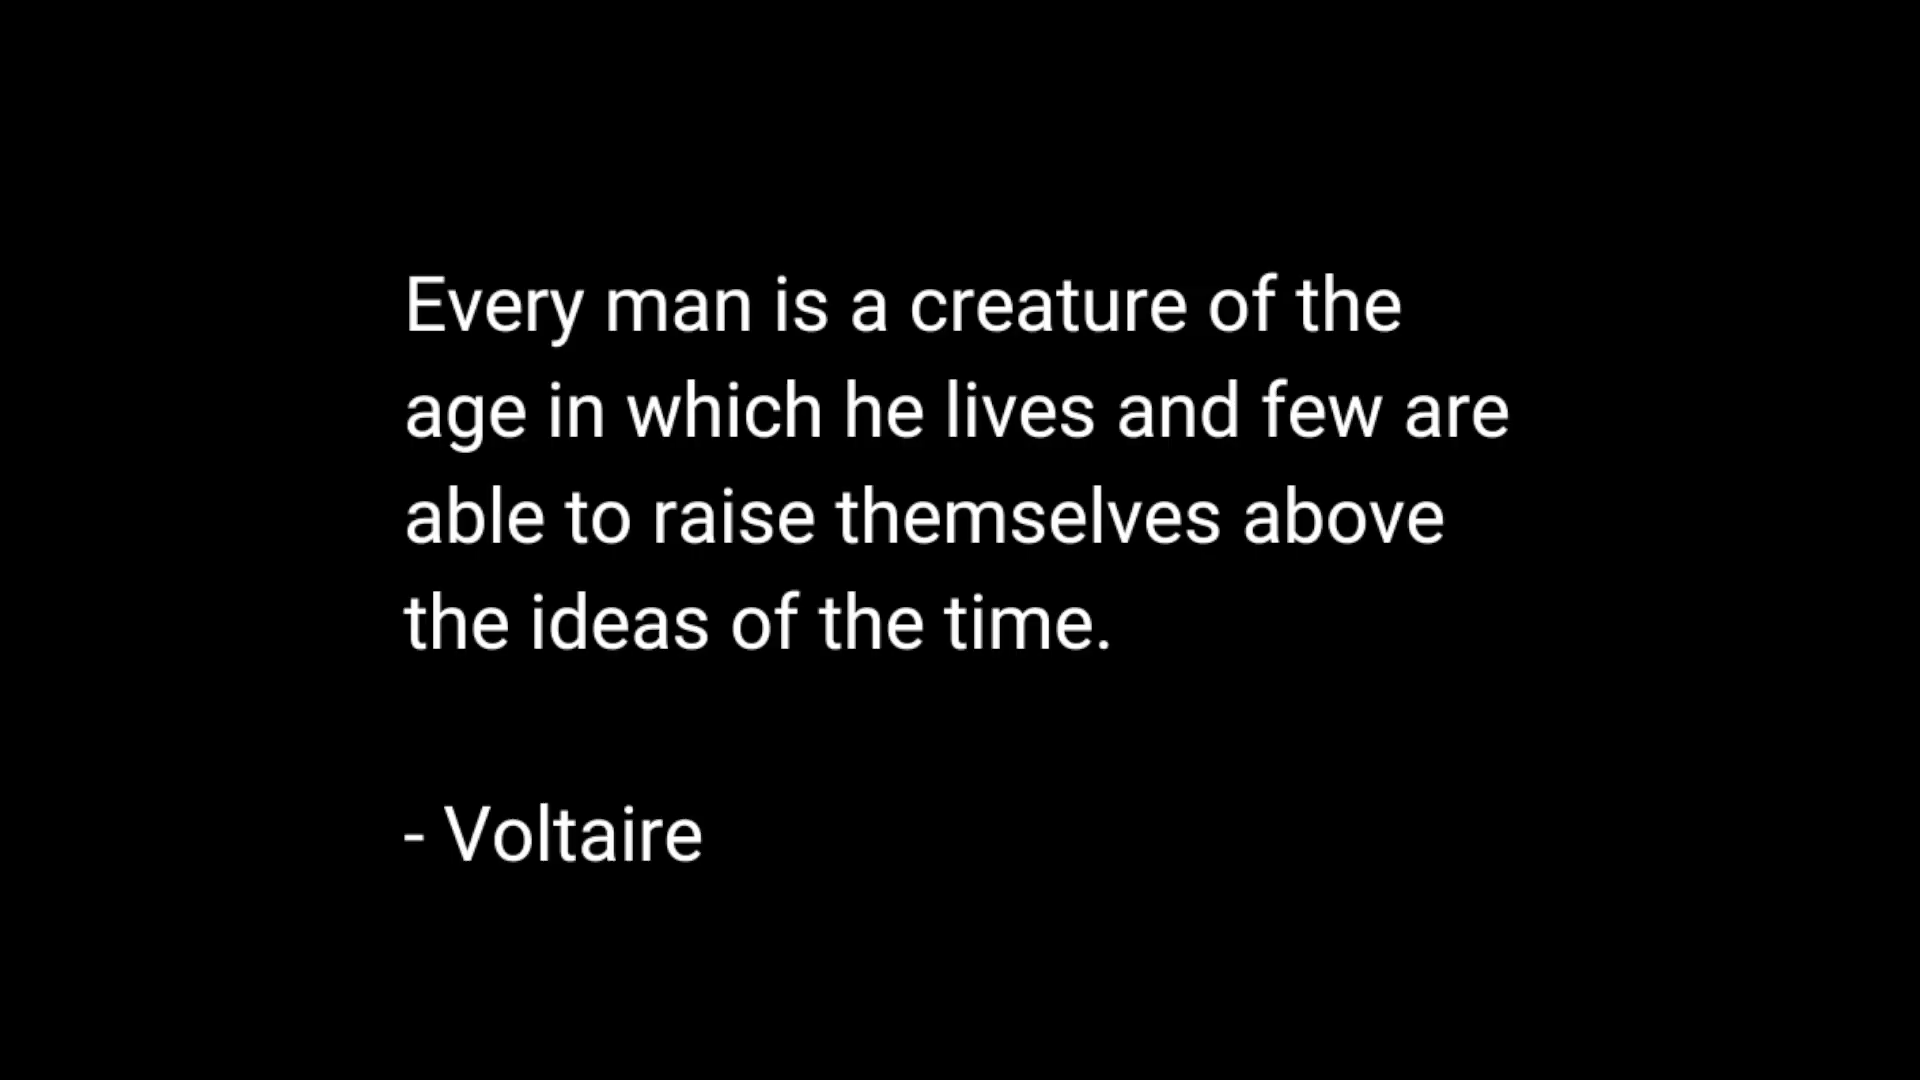 Every man is a creature of the
age in which he lives and few are
able to raise themselves above
the ideas of the time.
- Voltaire